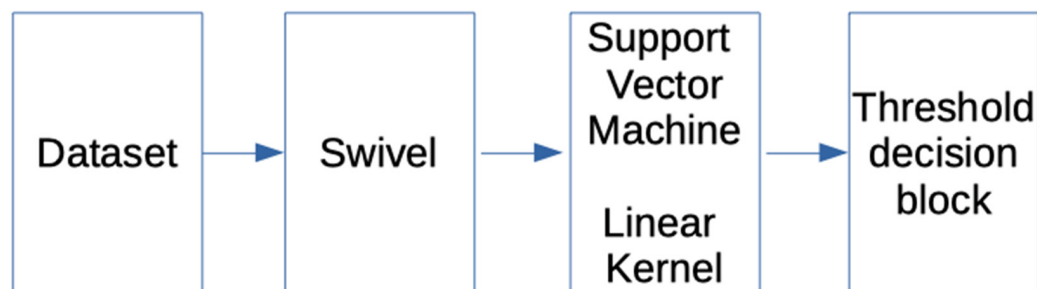 Dataset
Swivel
Support
Vector
Machine
Linear
Kernel
Threshold
decision
block